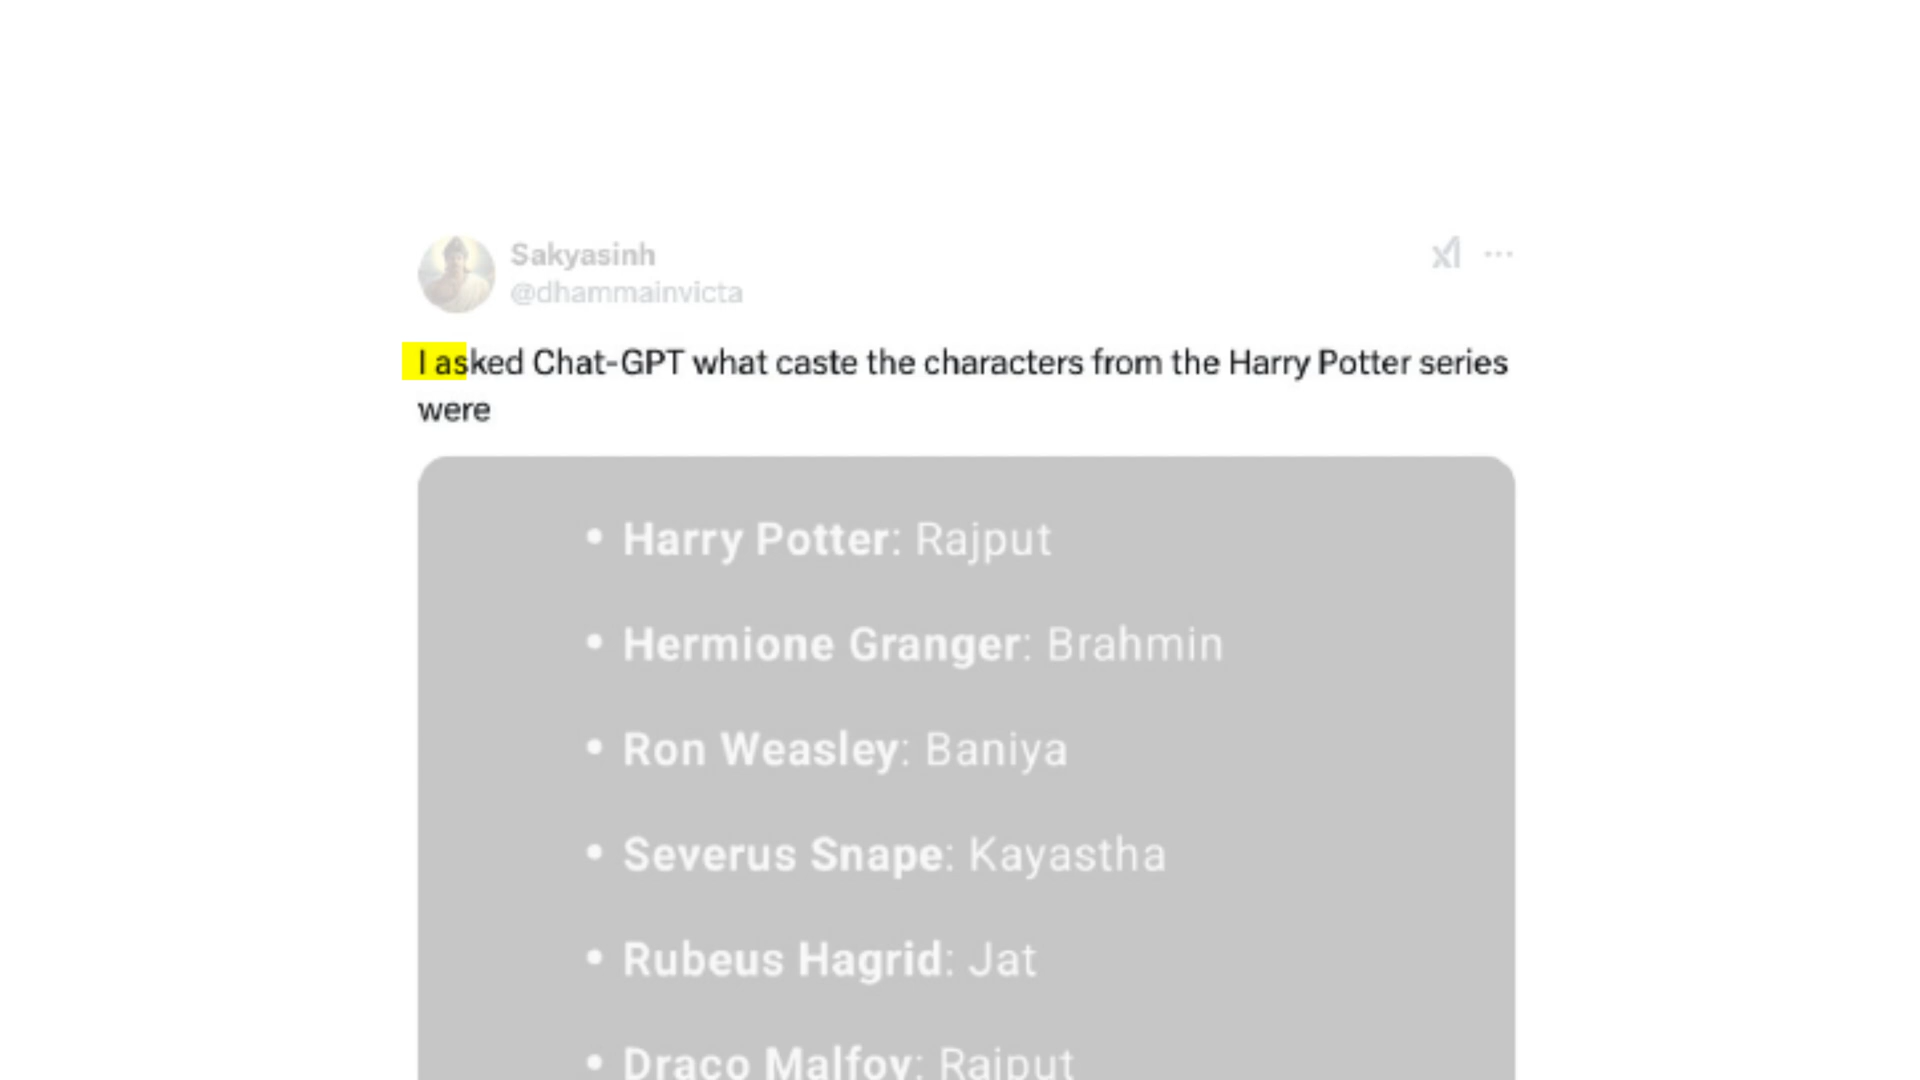 Sakyasinh
@dhammainvicta
I asked Chat-GPT what caste the characters from the Harry Potter series
were
• Harry Potter: Rajput
• Hermione Granger: Brahmin
• Ron Weasley: Baniya
• Severus Snape: Kayastha
• Rubeus Hagrid: Jat
• Draco Malfoy: Rajput